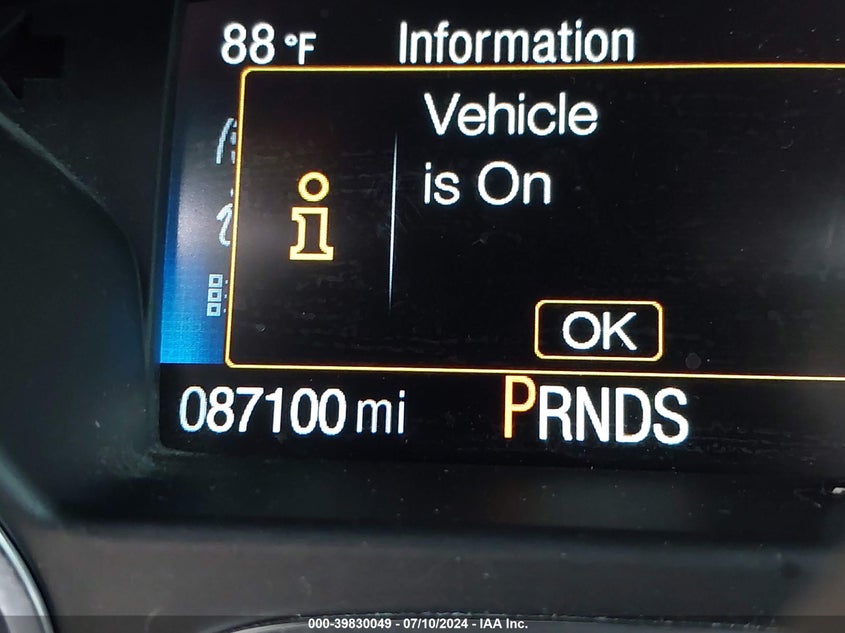 88 °F Information
Vehicle
is On
OK
087100 mi PRNDS
000-39830049 - 07/10/2024 - IAA Inc.